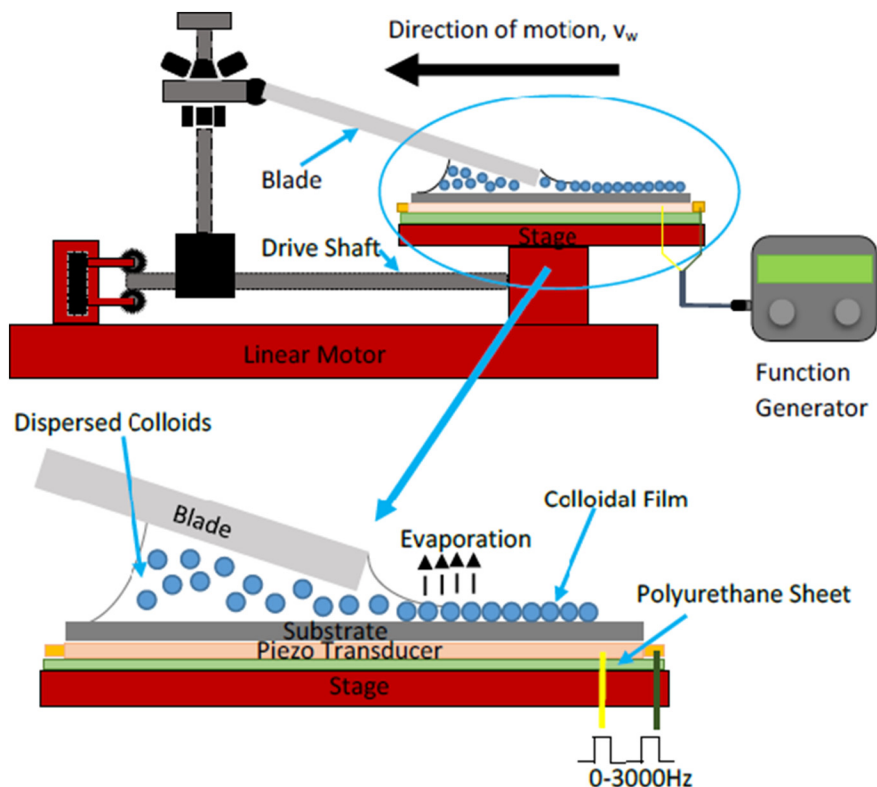 Direction of motion, vw
Blade
Drive Shaft
Stage
Linear Motor
Function
Generator
Dispersed Colloids
Blade
Evaporation
Colloidal Film
Polyurethane Sheet
Substrate
Piezo Transducer
Stage
0-3000Hz